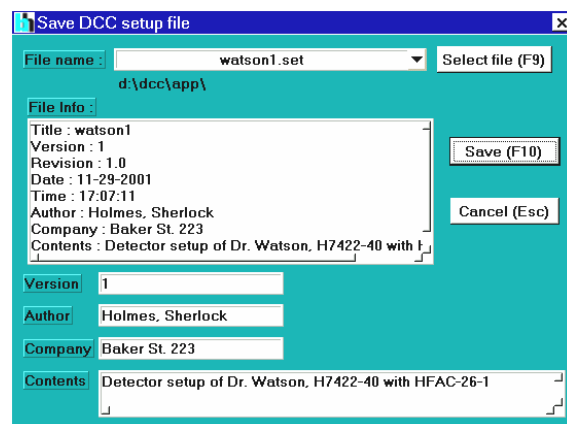 Save DCC setup file
File name : watson1.set Select file (F9)
d:\dcc\app\
File Info :
Title : watson1
Version : 1
Revision : 1.0
Date : 11-29-2001
Time : 17:07:11
Author : Holmes, Sherlock
Company : Baker St. 223
Contents : Detector setup of Dr. Watson, H7422-40 with
Save (F10)
Cancel (Esc)
Version 1
Author Holmes, Sherlock
Company Baker St. 223
Contents Detector setup of Dr. Watson, H7422-40 with HFAC-26-1